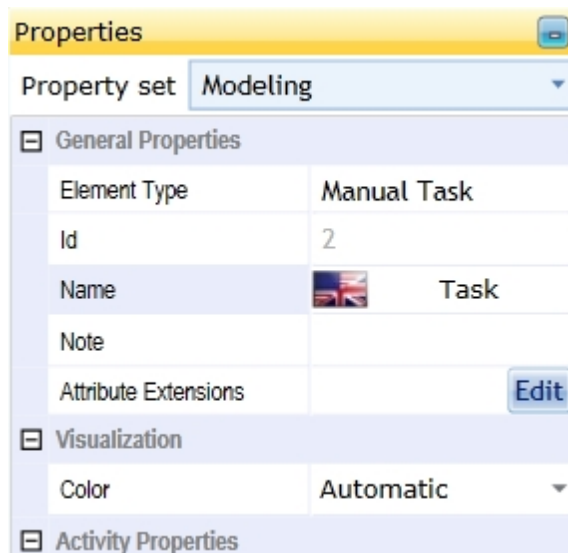 Properties
Property set Modeling
General Properties
Element Type Manual Task
Id 2
Name Task
Note
Attribute Extensions Edit
Visualization
Color Automatic
Activity Properties